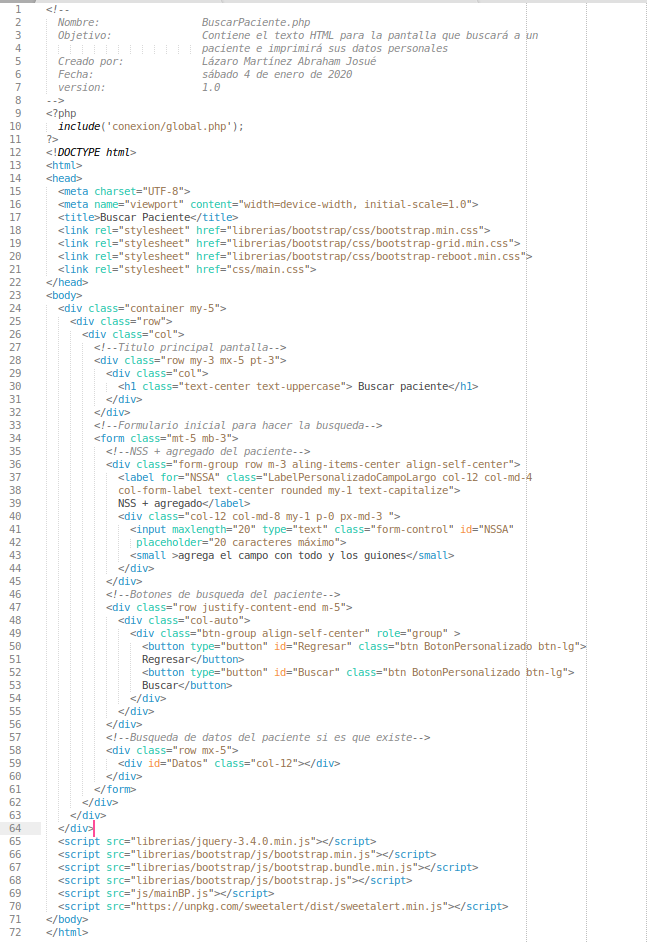 1 <!--
2 Nombre: BuscarPaciente.php
3 Objetivo: Contiene el texto HTML para la pantalla que buscará a un
4 paciente e imprimirá sus datos personales
5 Creado por: Lázaro Martínez Abraham Josué
6 Fecha: sábado 4 de enero de 2020
7 version: 1.0
8 -->
9 <?php
10 include('conexion/global.php');
11 ?>
12 <!DOCTYPE html>
13 <html>
14 <head>
15 <meta charset="UTF-8">
16 <meta name="viewport" content="width=device-width, initial-scale=1.0">
17 <title>Buscar Paciente</title>
18 <link rel="stylesheet" href="librerias/bootstrap/css/bootstrap.min.css">
19 <link rel="stylesheet" href="librerias/bootstrap/css/bootstrap-grid.min.css">
20 <link rel="stylesheet" href="librerias/bootstrap/css/bootstrap-reboot.min.css">
21 <link rel="stylesheet" href="css/main.css">
22 </head>
23 <body>
24 <div class="container my-5">
25 <div class="row">
26 <div class="col">
27 <!--Titulo principal pantalla-->
28 <div class="row my-3 mx-5 pt-3">
29 <div class="col">
30 <h1 class="text-center text-uppercase"> Buscar paciente</h1>
31 </div>
32 </div>
33 <!--Formulario inicial para hacer la busqueda-->
34 <form class="mt-5 mb-3">
35 <!--NSS + agregado del paciente-->
36 <div class="form-group row m-3 aling-items-center align-self-center">
37 <label for="NSSA" class="LabelPersonalizadoCampoLargo col-12 col-md-4
38 col-form-label text-center rounded my-1 text-capitalize">
39 NSS + agregado</label>
40 <div class="col-12 col-md-8 my-1 p-0 px-md-3 ">
41 <input maxlength="20" type="text" class="form-control" id="NSSA"
42 placeholder="20 caracteres máximo">
43 <small >agrega el campo con todo y los guiones</small>
44 </div>
45 </div>
46 <!--Botones de busqueda del paciente-->
47 <div class="row justify-content-end m-5">
48 <div class="col-auto">
49 <div class="btn-group align-self-center" role="group" >
50 <button type="button" id="Regresar" class="btn BotonPersonalizado btn-lg">
51 Regresar</button>
52 <button type="button" id="Buscar" class="btn BotonPersonalizado btn-lg">
53 Buscar</button>
54 </div>
55 </div>
56 </div>
57 <!--Busqueda de datos del paciente si es que existe-->
58 <div class="row mx-5">
59 <div id="Datos" class="col-12"></div>
60 </div>
61 </form>
62 </div>
63 </div>
64 </div>
65 <script src="librerias/jquery-3.4.0.min.js"></script>
66 <script src="librerias/bootstrap/js/bootstrap.min.js"></script>
67 <script src="librerias/bootstrap/js/bootstrap.bundle.min.js"></script>
68 <script src="librerias/bootstrap/js/bootstrap.js"></script>
69 <script src="js/mainBP.js"></script>
70 <script src="https://unpkg.com/sweetalert/dist/sweetalert.min.js"></script>
71 </body>
72 </html>